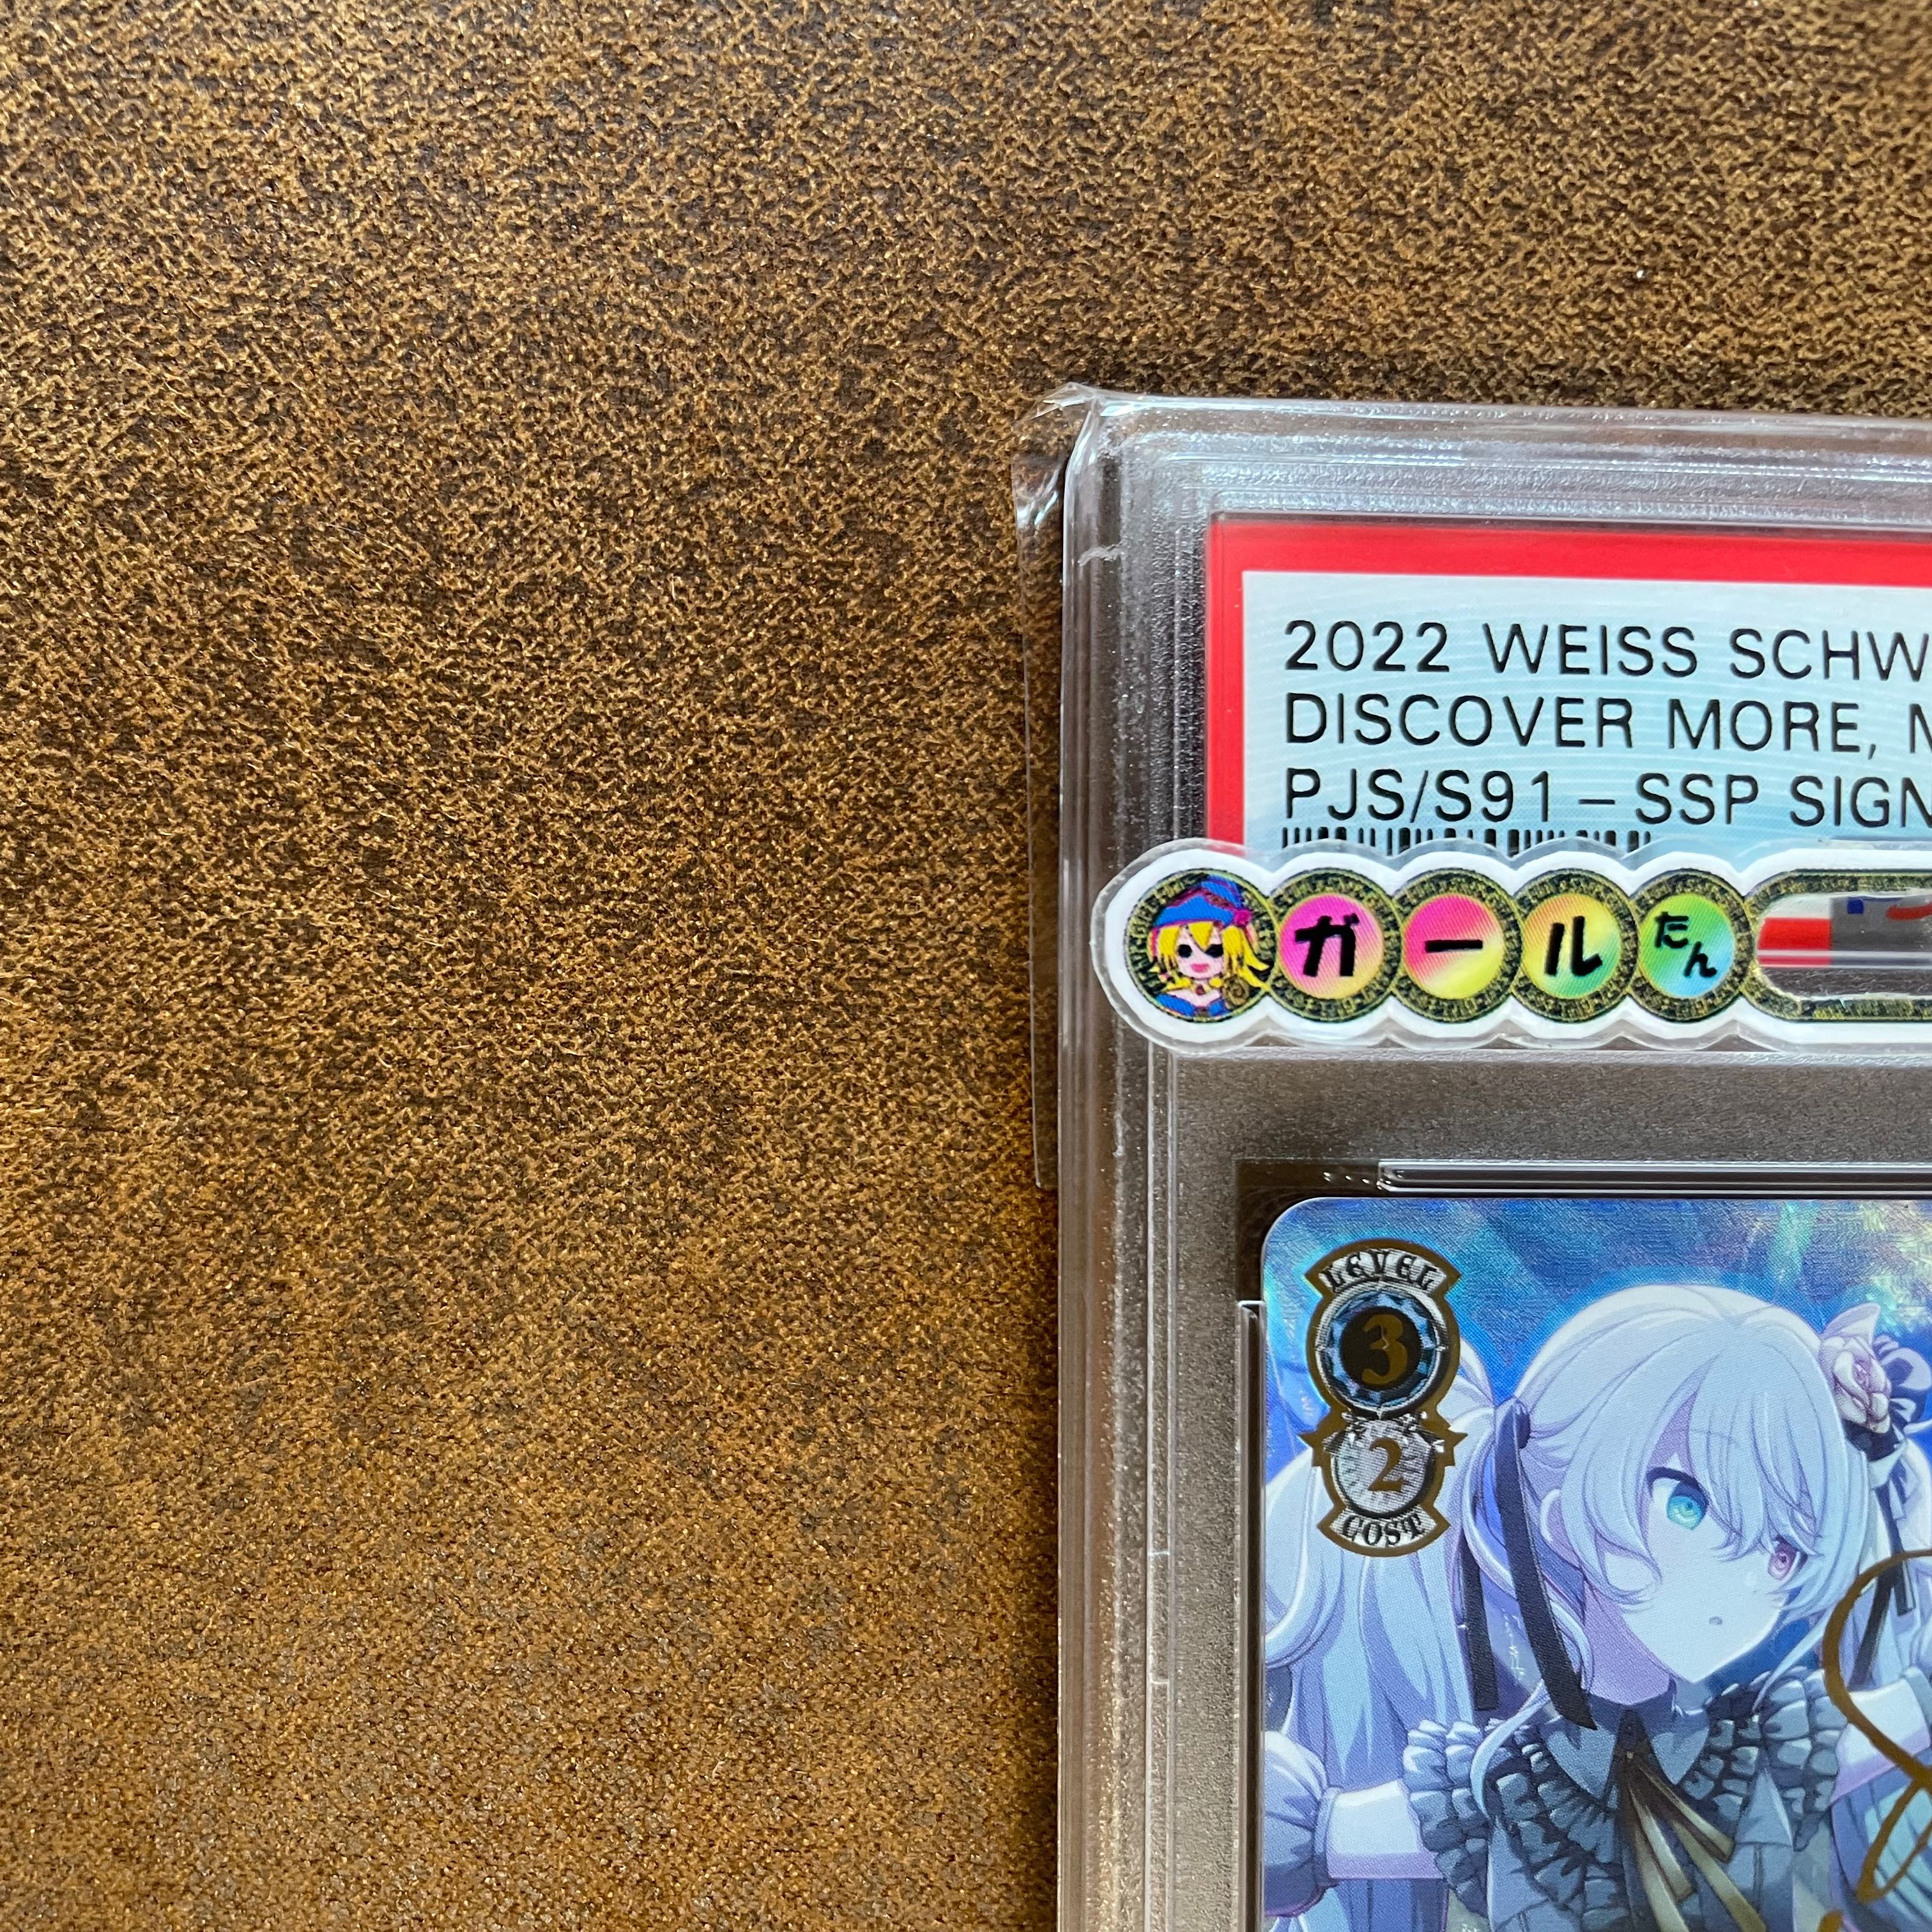 2022 WEISS SCHW
DISCOVER MORE,
PJS/S91 - SSP SIGN
ガールたん
LEVEL
3
2
COST